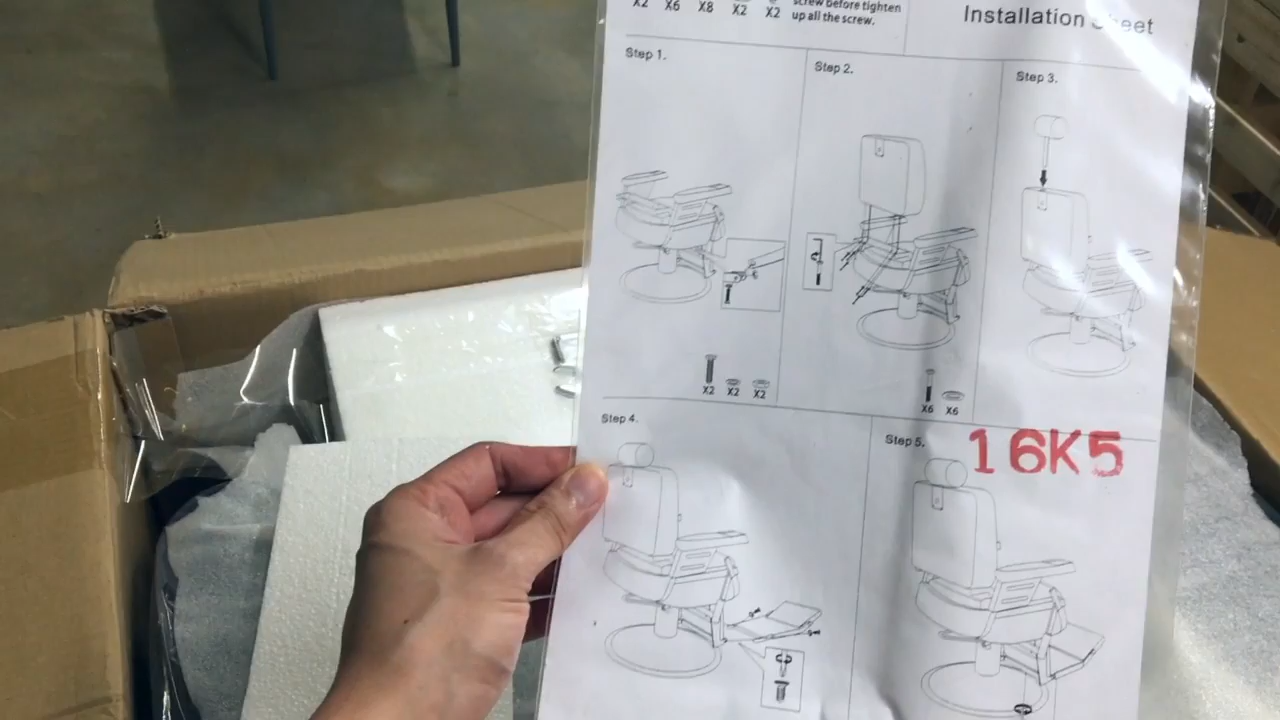 X2 X6 X8 X2 X2
screw before tighten
up all the screw.
Installation
Step 1.
Step 2.
Step 3.
X2 X2 X2
X6 X6
Step 4.
Step 5.
16K5